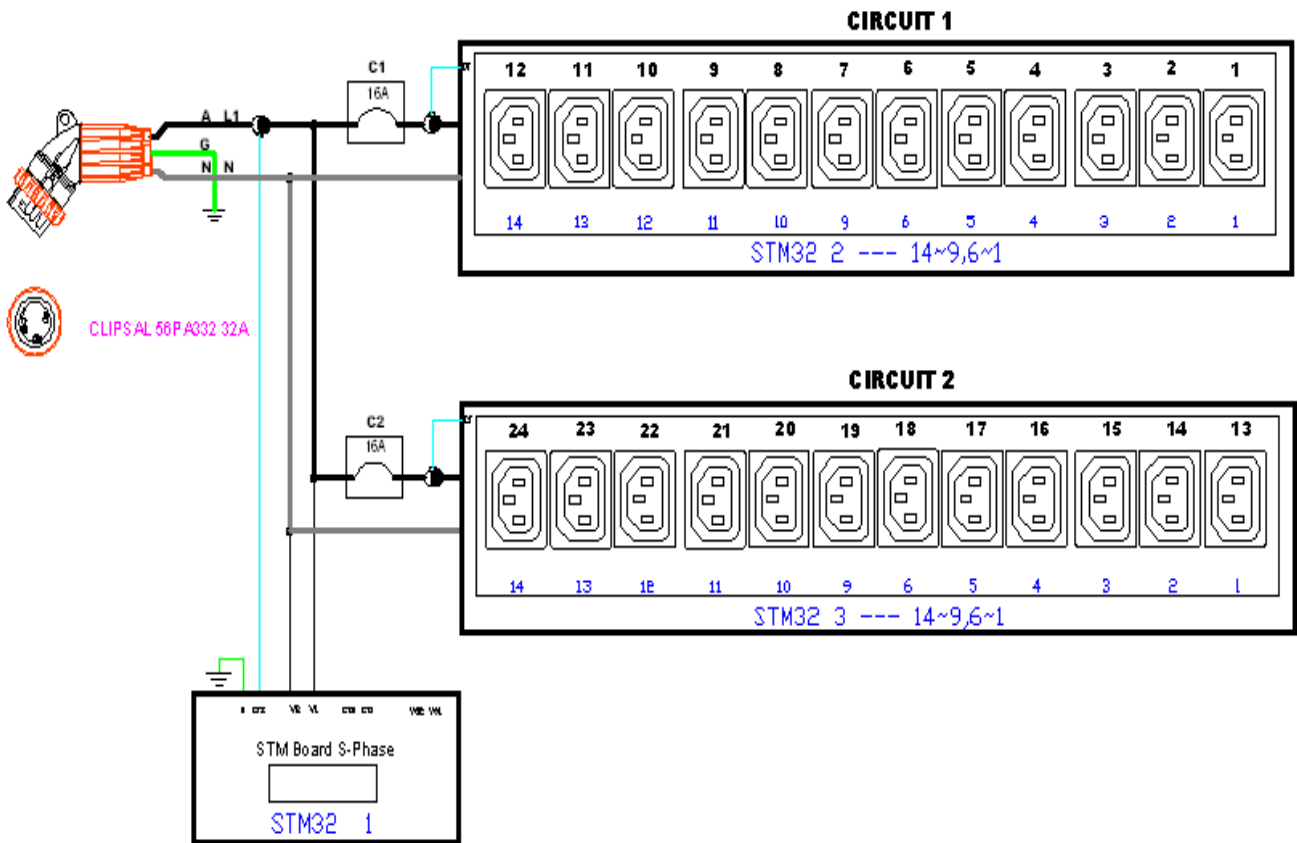 CIRCUIT 1
C1
16A
12 11 10 9 8 7 6 5 4 3 2 1
A L1
G
N N
14 13 12 11 10 9 6 5 4 3 2 1
STM32 2 --- 14~9,6~1
CLIPSAL 56PA332 32A
CIRCUIT 2
C2
16A
24 23 22 21 20 19 18 17 16 15 14 13
14 13 12 11 10 9 6 5 4 3 2 1
STM32 3 --- 14~9,6~1
STM Board S-Phase
STM32 1